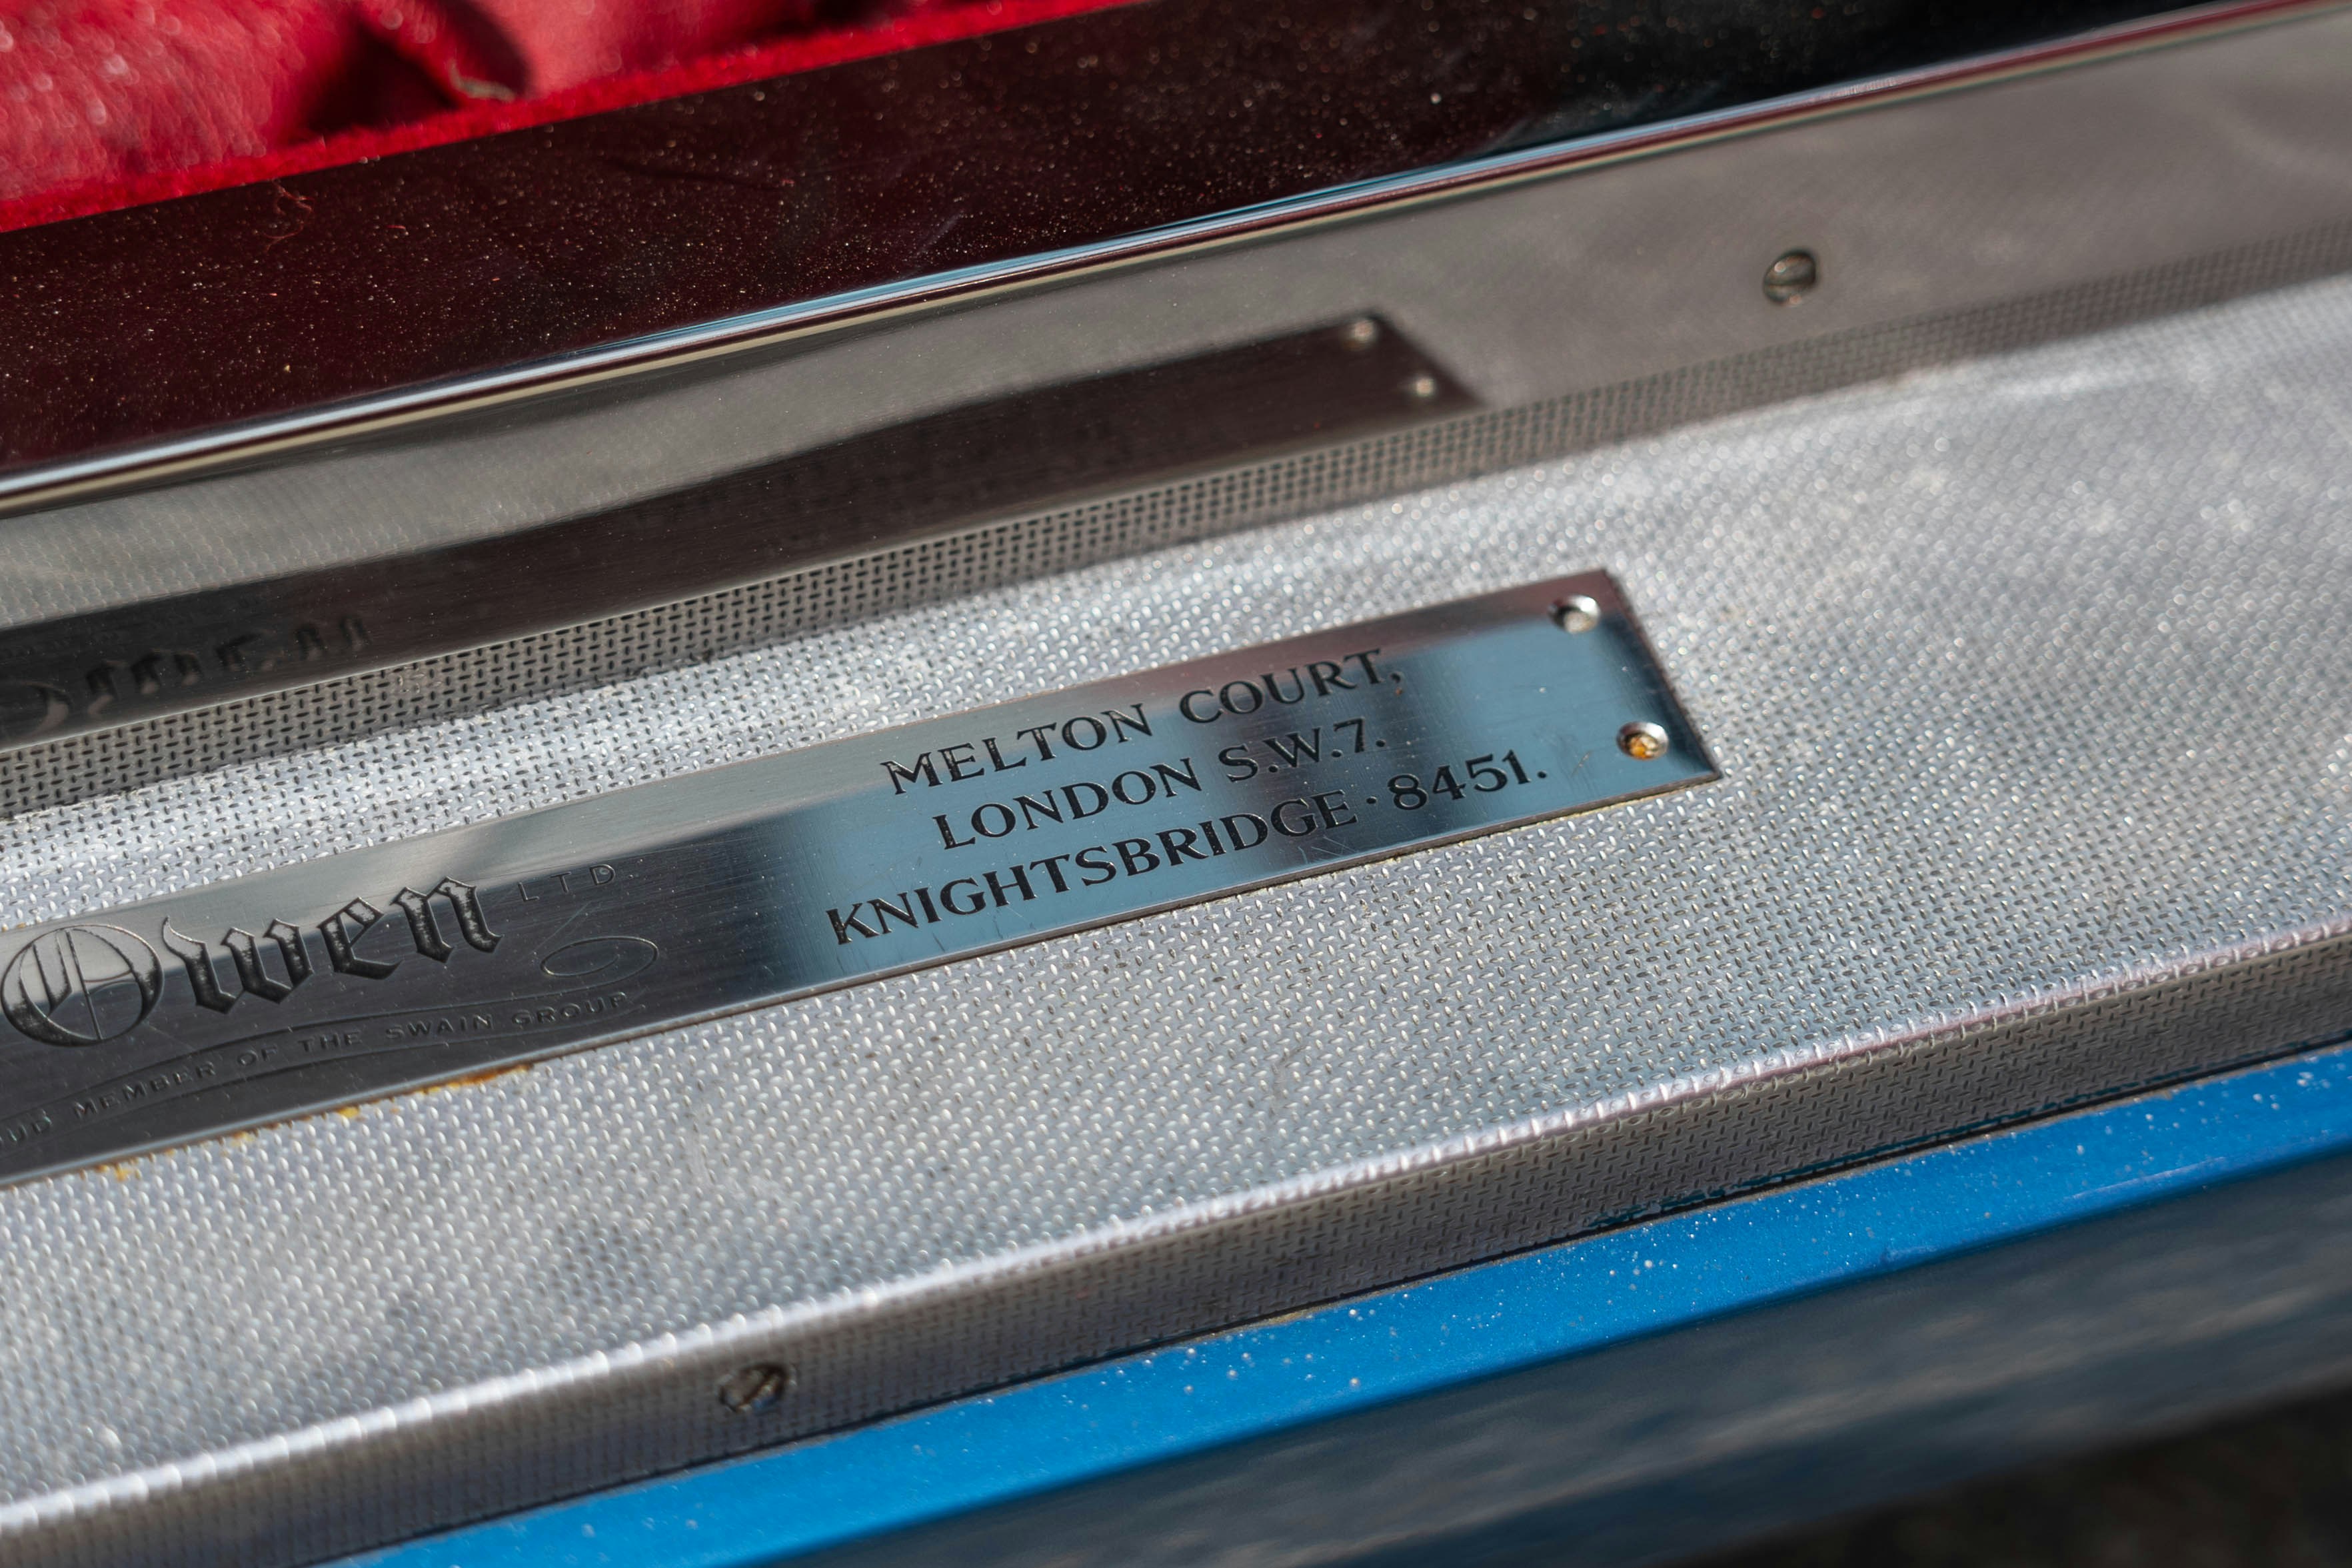 Owen LTD
MEMBER OF THE SWAIN GROUP.
MELTON COURT,
LONDON S.W.7.
KNIGHTSBRIDGE · 8451.